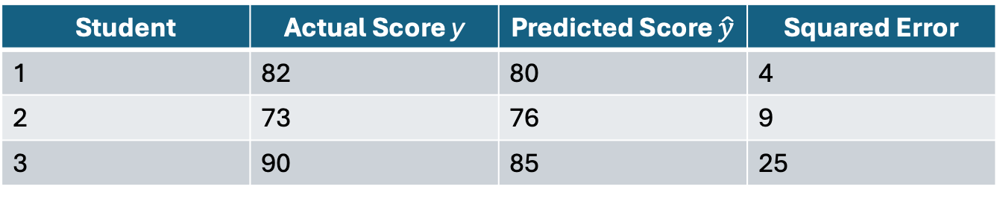 Student Actual Score y Predicted Score ŷ Squared Error
1 82 80 4
2 73 76 9
3 90 85 25